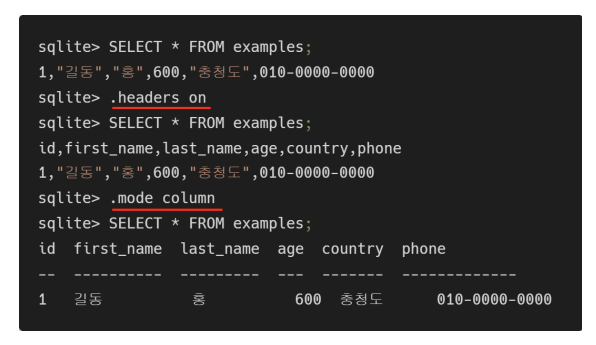 sqlite> SELECT * FROM examples;
1,"길동","홍",600,"충청도",010-0000-0000
sqlite> .headers on
sqlite> SELECT * FROM examples;
id,first_name,last_name,age,country,phone
1,"길동","홍",600,"충청도",010-0000-0000
sqlite> .mode column
sqlite> SELECT * FROM examples;
id  first_name  last_name  age  country  phone
--  ----------  ---------  ---  -------  -------------
1   길동          홍          600  충청도      010-0000-0000